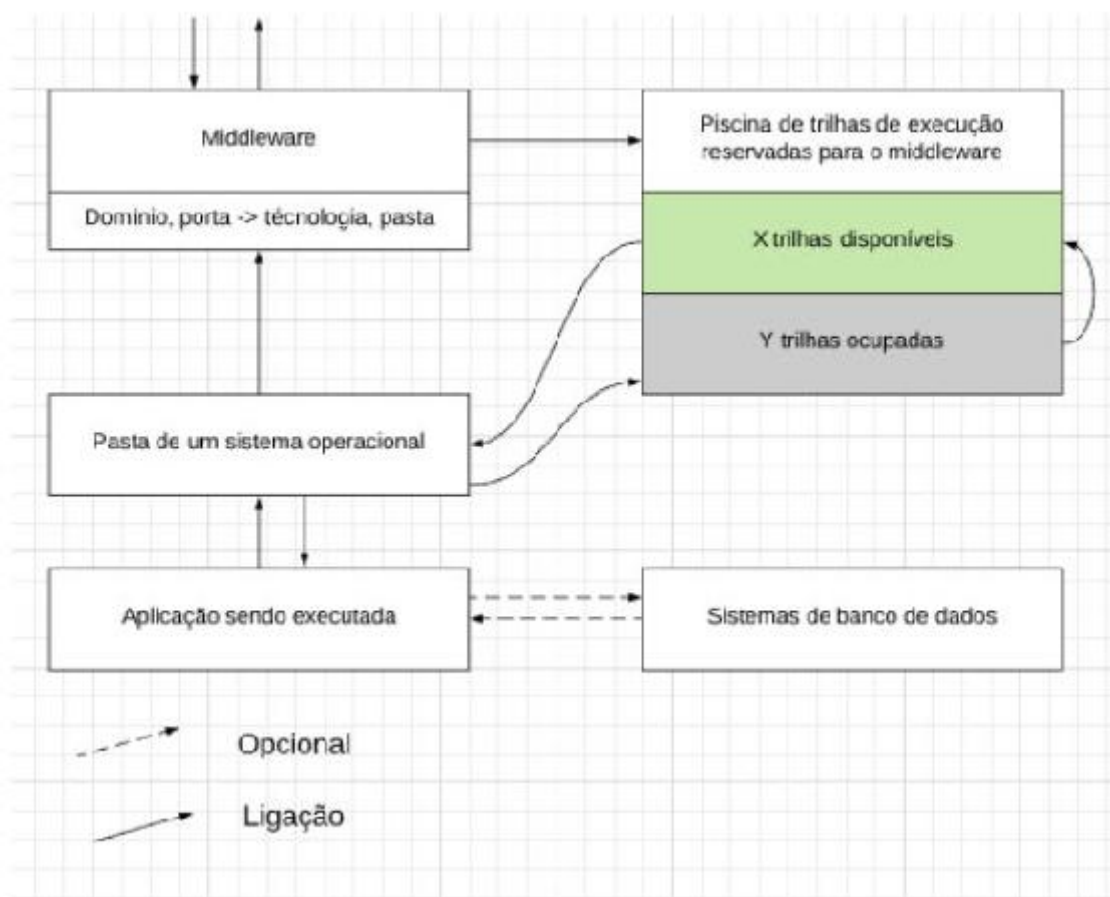 Middleware
Domínio, porta -> técnologia, pasta
Piscina de trilhas de execução
reservadas para o middleware
X trilhas disponíveis
Y trilhas ocupadas
Pasta de um sistema operacional
Aplicação sendo executada
Sistemas de banco de dados
Opcional
Ligação